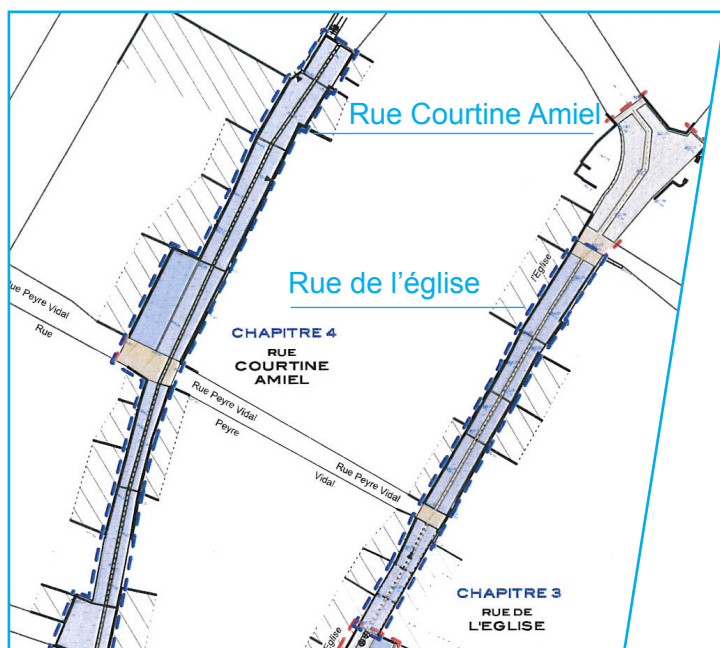 Rue Courtine Amiel
l'Eglise
Rue de l'église
Rue Peyre Vidal
Rue
CHAPITRE 4
RUE
COURTINE
AMIEL
Rue Peyre Vidal
Peyre
Rue Peyre Vidal
Vidal
CHAPITRE 3
RUE DE
L'EGLISE
l'Eglise